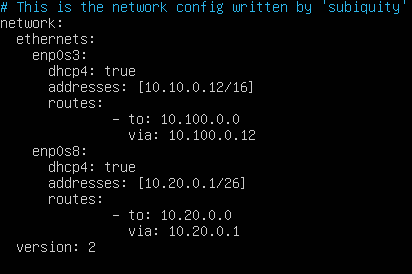 # This is the network config written by 'subiquity'
network:
  ethernets:
    enp0s3:
      dhcp4: true
      addresses: [10.10.0.12/16]
      routes:
              - to: 10.100.0.0
                via: 10.100.0.12
    enp0s8:
      dhcp4: true
      addresses: [10.20.0.1/26]
      routes:
              - to: 10.20.0.0
                via: 10.20.0.1
  version: 2